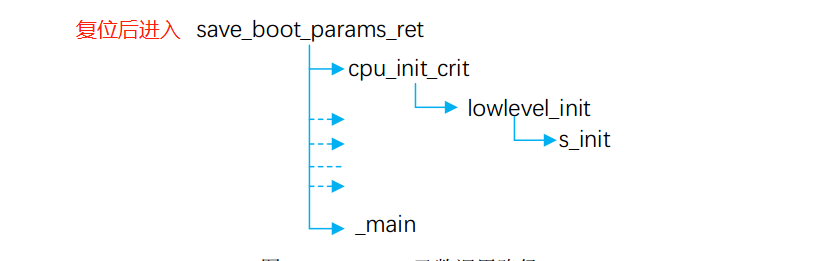 复位后进入 save_boot_params_ret
cpu_init_crit
lowlevel_init
s_init
_main